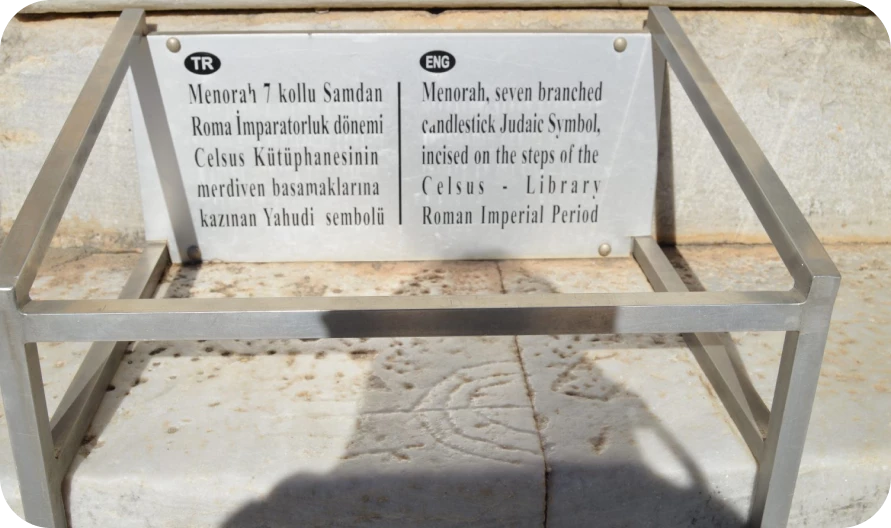 TR
Menorah 7 kollu Samdan
Roma İmparatorluk dönemi
Celsus Kütüphanesinin
merdiven basamaklarına
kazınan Yahudi sembolü
ENG
Menorah, seven branched
candlestick Judaic Symbol,
incised on the steps of the
Celsus - Library
Roman Imperial Period